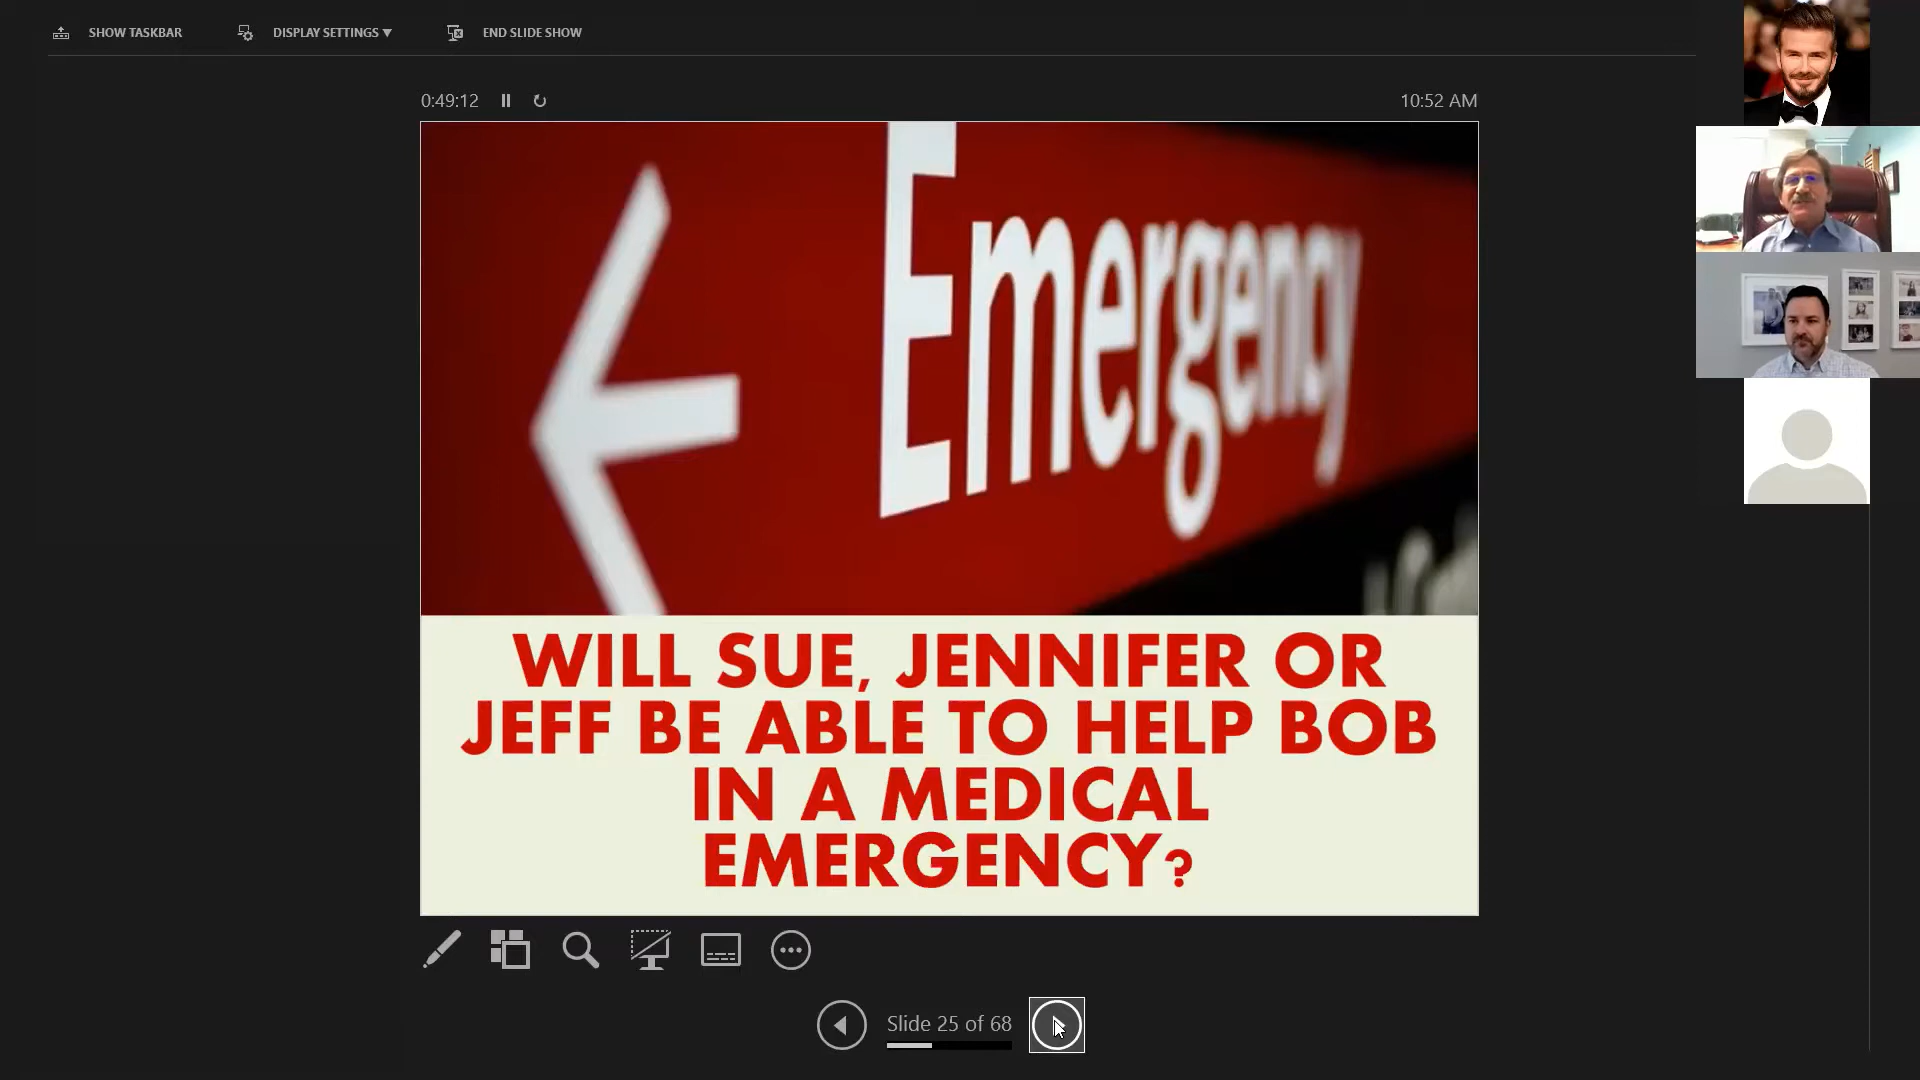 SHOW TASKBAR
DISPLAY SETTINGS ▼
END SLIDE SHOW
0:49:12
10:52 AM
Emergency
WILL SUE, JENNIFER OR
JEFF BE ABLE TO HELP BOB
IN A MEDICAL
EMERGENCY?
Slide 25 of 68